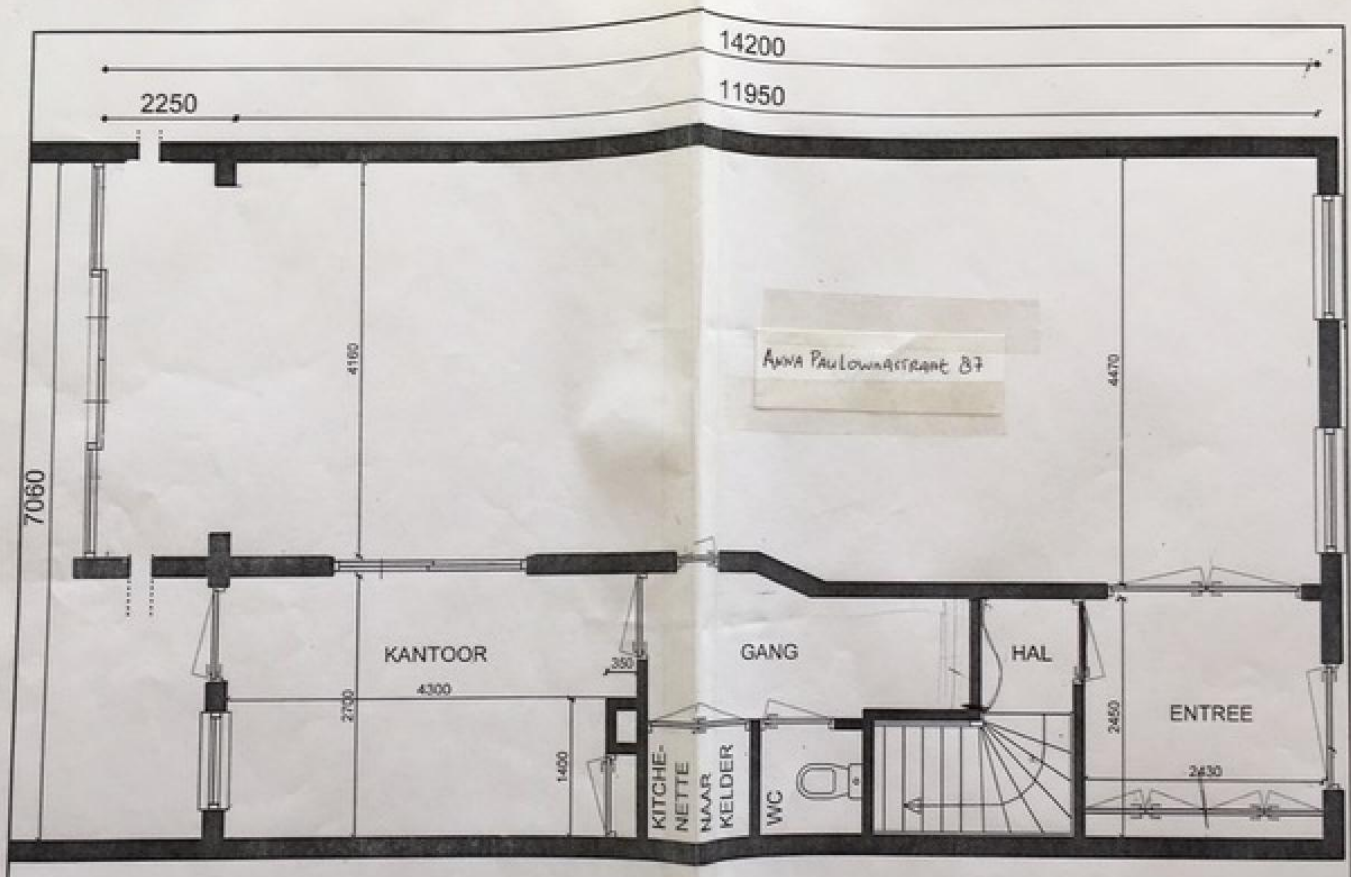 14200
11950
2250
4160
ANNA PAULOWNASTRAAT 87
4470
7060
KANTOOR
350
4300
2700
1400
GANG
HAL
KITCHE-
NETTE
NAAR
KELDER
WC
2450
ENTREE
2430